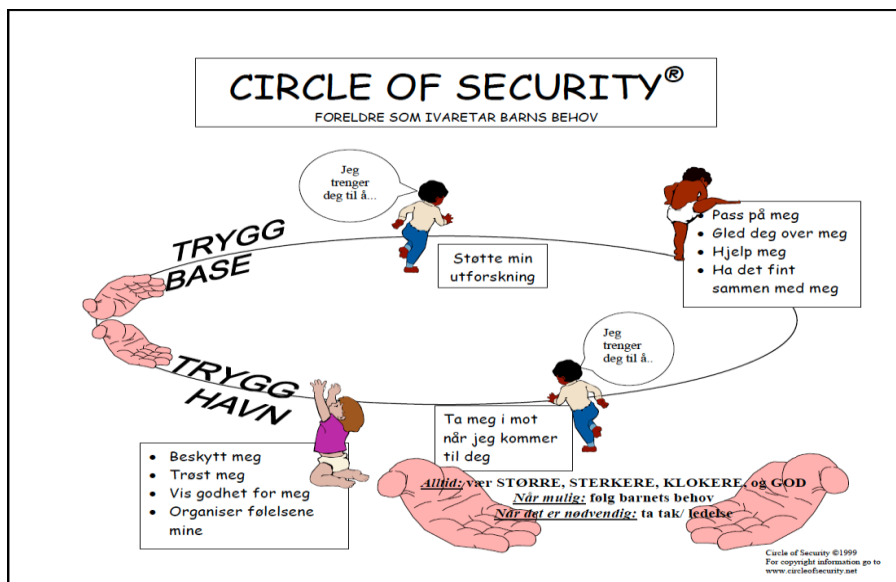 CIRCLE OF SECURITY®
FORELDRE SOM IVARETAR BARNS BEHOV
Jeg
trenger
deg til å...
TRYGG
BASE
Støtte min
utforskning
• Pass på meg
• Gled deg over meg
• Hjelp meg
• Ha det fint
sammen med meg
Jeg
trenger
deg til å..
TRYGG
HAVN
Ta meg i mot
når jeg kommer
til deg
• Beskytt meg
• Trøst meg
• Vis godhet for meg
• Organiser følelsene
mine
Alltid: vær STØRRE, STERKERE, KLOKERE, og GOD
Når mulig: følg barnets behov
Når det er nødvendig: ta tak/ ledelse
Circle of Security ©1999
For copyright information go to
www.circleofsecurity.net